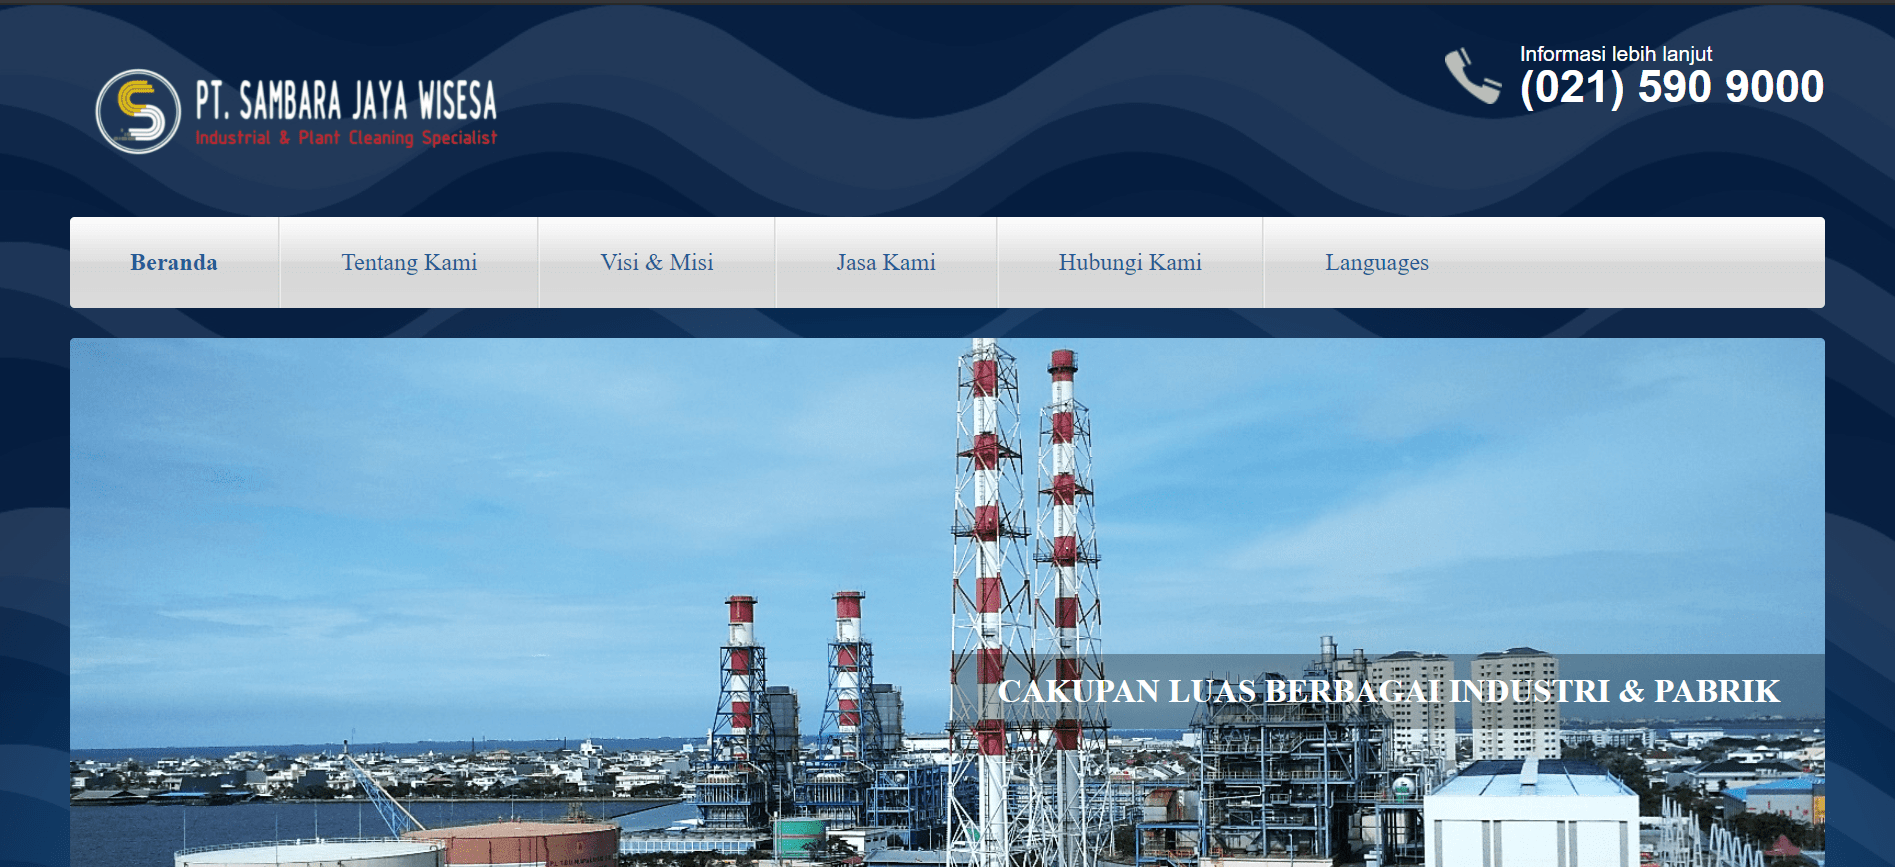 Informasi lebih lanjut
(021) 590 9000
PT. SAMBARA JAYA WISESA
Industrial & Plant Cleaning Specialist
Beranda
Tentang Kami
Visi & Misi
Jasa Kami
Hubungi Kami
Languages
CAKUPAN LUAS BERBAGAI INDUSTRI & PABRIK